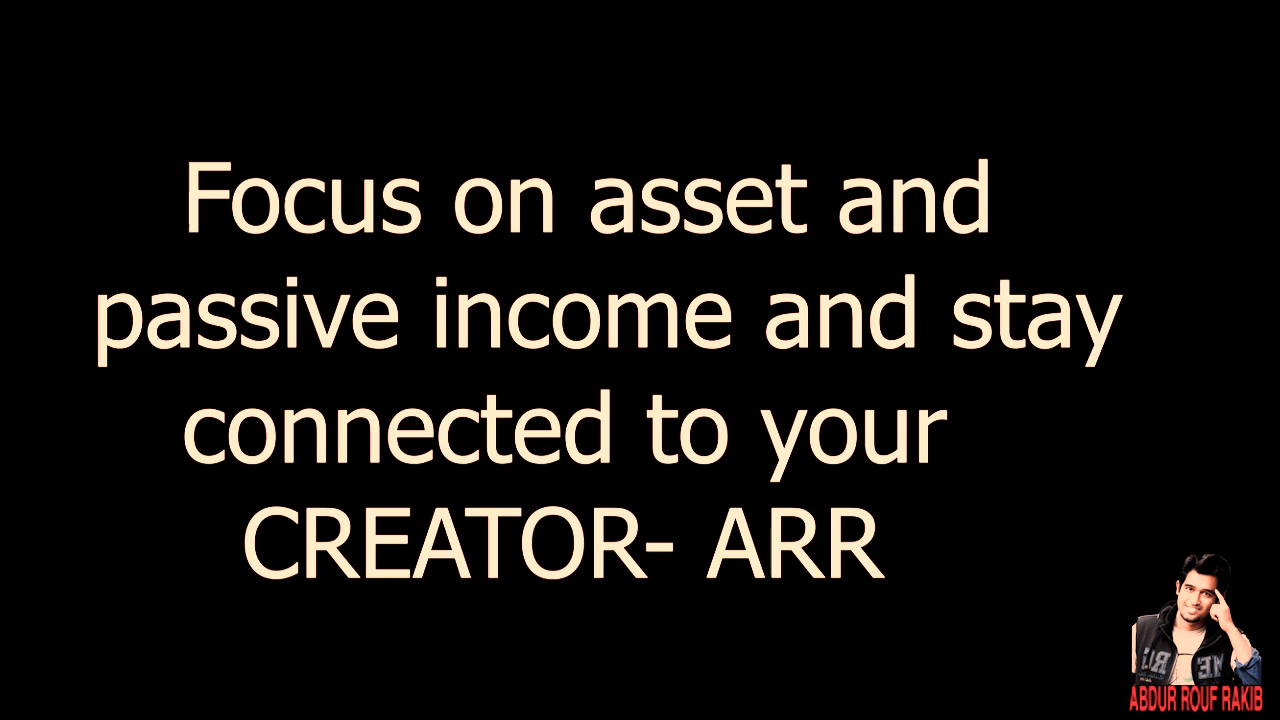 Focus on asset and
passive income and stay
connected to your
CREATOR- ARR
ABDUR ROUF RAKIB